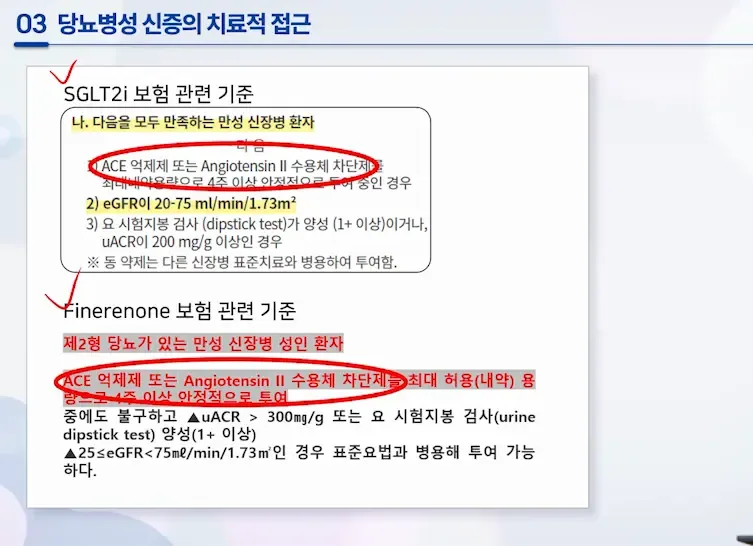 03 당뇨병성 신증의 치료적 접근
SGLT2i 보험 관련 기준
나. 다음을 모두 만족하는 만성 신장병 환자
다 음
1) ACE 억제제 또는 Angiotensin II 수용체 차단제를
최대내약용량으로 4주 이상 안정적으로 투여 중인 경우
2) eGFR이 20-75 ml/min/1.73m²
3) 요 시험지봉 검사 (dipstick test)가 양성 (1+ 이상)이거나,
uACR이 200 mg/g 이상인 경우
※ 동 약제는 다른 신장병 표준치료와 병용하여 투여함.
Finerenone 보험 관련 기준
제2형 당뇨가 있는 만성 신장병 성인 환자
ACE 억제제 또는 Angiotensin II 수용체 차단제를 최대 허용(내약) 용
량으로 4주 이상 안정적으로 투여
중에도 불구하고 ▲uACR > 300㎎/g 또는 요 시험지봉 검사(urine
dipstick test) 양성(1+ 이상)
▲25≤eGFR<75㎖/min/1.73㎡인 경우 표준요법과 병용해 투여 가능
하다.